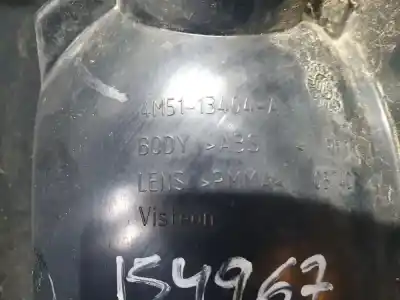 4M51-13404-A
BODY >ABS<
LENS >PMMA<
Visteon
154967